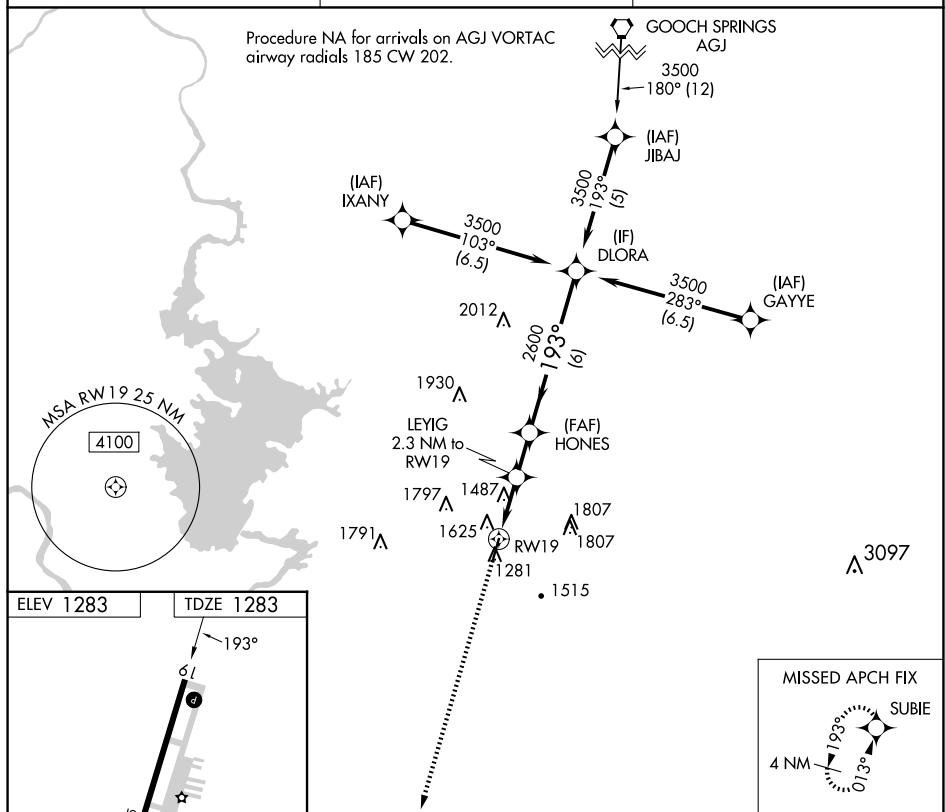 Procedure NA for arrivals on AGJ VORTAC
airway radials 185 CW 202.
GOOCH SPRINGS
AGJ
3500
180° (12)
(IAF)
JIBAJ
3500
193°
(5)
(IAF)
IXANY
3500
103°
(6.5)
(IF)
DLORA
3500
283°
(6.5)
(IAF)
GAYYE
2012
2600
193°
(6)
1930
MSA RW19 25 NM
4100
LEYIG
2.3 NM to
RW19
(FAF)
HONES
1797
1487
1625
1807
1807
1791
RW19
1281
3097
1515
ELEV 1283
TDZE 1283
193°
19
P
MISSED APCH FIX
SUBIE
193°
4 NM
013°